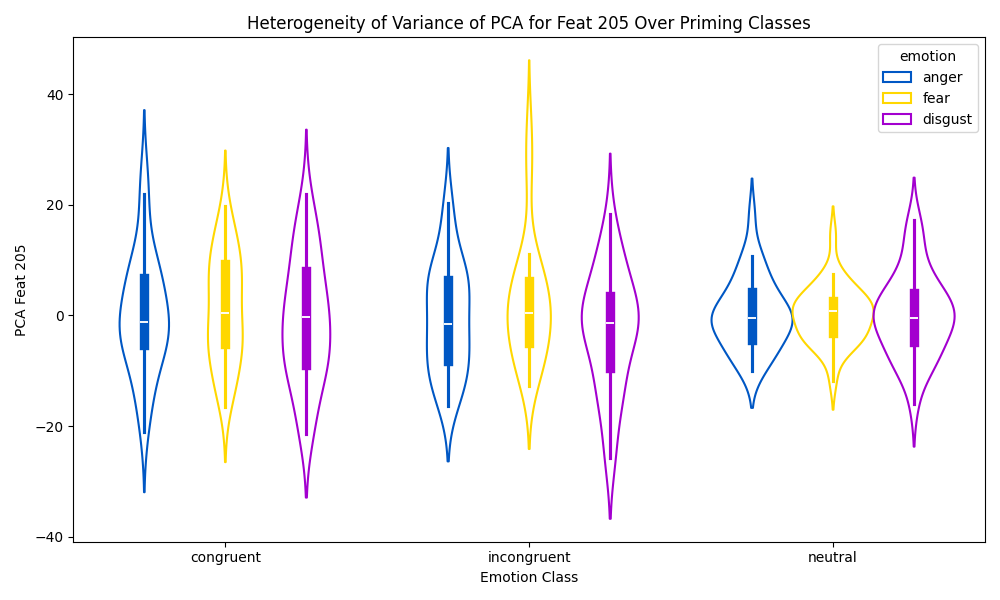 Heterogeneity of Variance of PCA for Feat 205 Over Priming Classes
emotion
anger
fear
disgust
PCA Feat 205
40
20
0
−20
−40
congruent
incongruent
neutral
Emotion Class